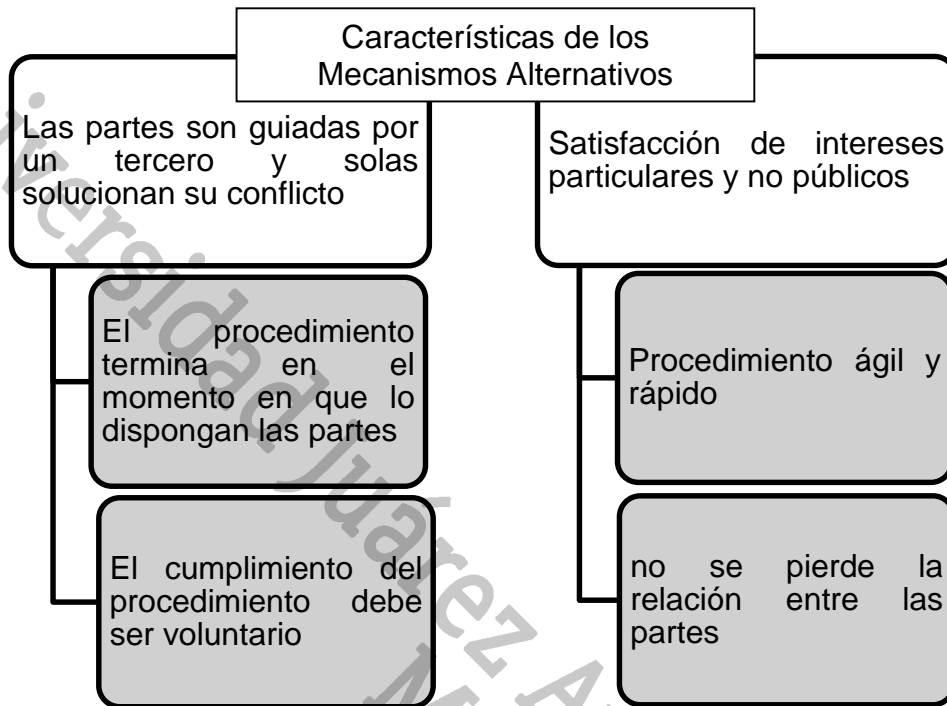 Características de los
Mecanismos Alternativos
Las partes son guiadas por
un tercero y solas
solucionan su conflicto
El procedimiento
termina en el
momento en que lo
dispongan las partes
El cumplimiento del
procedimiento debe
ser voluntario
Satisfacción de intereses
particulares y no públicos
Procedimiento ágil y
rápido
no se pierde la
relación entre las
partes
Juárez